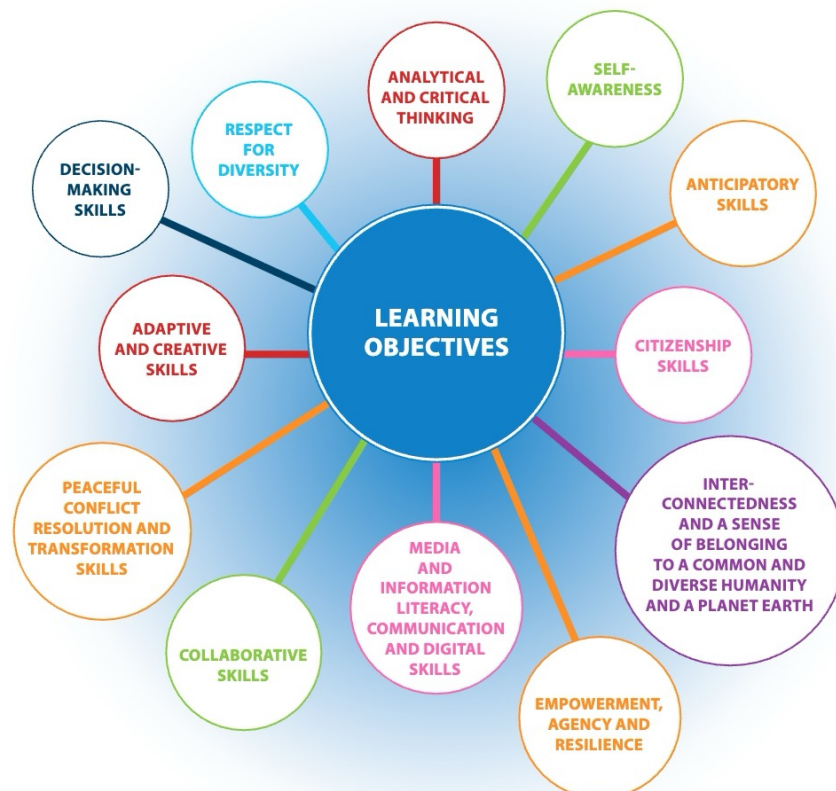 LEARNING
OBJECTIVES
ANALYTICAL
AND CRITICAL
THINKING
SELF-
AWARENESS
ANTICIPATORY
SKILLS
CITIZENSHIP
SKILLS
INTER-
CONNECTEDNESS
AND A SENSE
OF BELONGING
TO A COMMON AND
DIVERSE HUMANITY
AND A PLANET EARTH
EMPOWERMENT,
AGENCY AND
RESILIENCE
MEDIA
AND
INFORMATION
LITERACY,
COMMUNICATION
AND DIGITAL
SKILLS
COLLABORATIVE
SKILLS
PEACEFUL
CONFLICT
RESOLUTION AND
TRANSFORMATION
SKILLS
ADAPTIVE
AND CREATIVE
SKILLS
DECISION-
MAKING
SKILLS
RESPECT
FOR
DIVERSITY